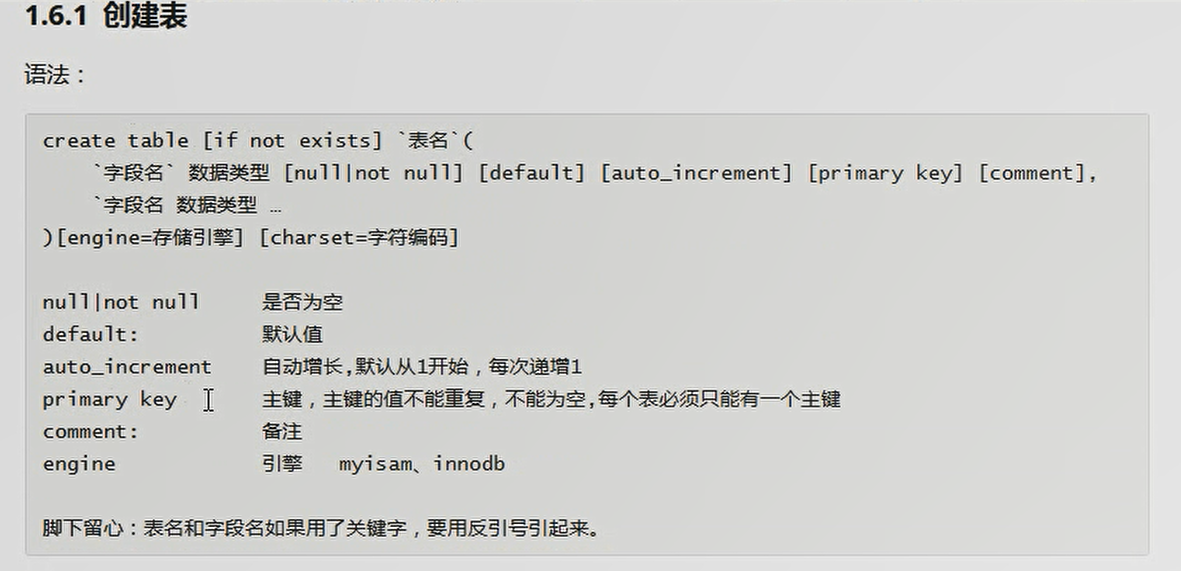 1.6.1 创建表
语法：
create table [if not exists] `表名`(
`字段名` 数据类型 [null|not null] [default] [auto_increment] [primary key] [comment],
`字段名 数据类型 …
)[engine=存储引擎] [charset=字符编码]
null|not null 是否为空
default: 默认值
auto_increment 自动增长,默认从1开始，每次递增1
primary key 主键，主键的值不能重复，不能为空,每个表必须只能有一个主键
comment: 备注
engine 引擎 myisam、innodb
脚下留心：表名和字段名如果用了关键字，要用反引号引起来。